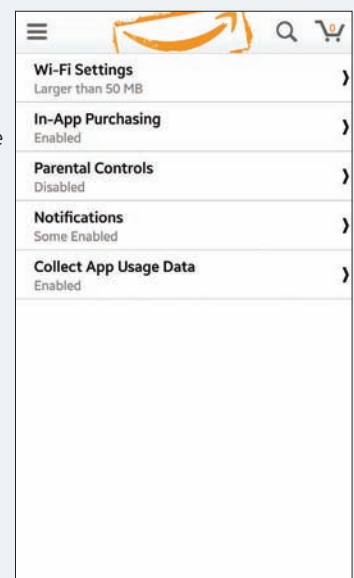 0
Wi-Fi Settings
Larger than 50 MB
In-App Purchasing
Enabled
e
Parental Controls
Disabled
Notifications
Some Enabled
Collect App Usage Data
Enabled